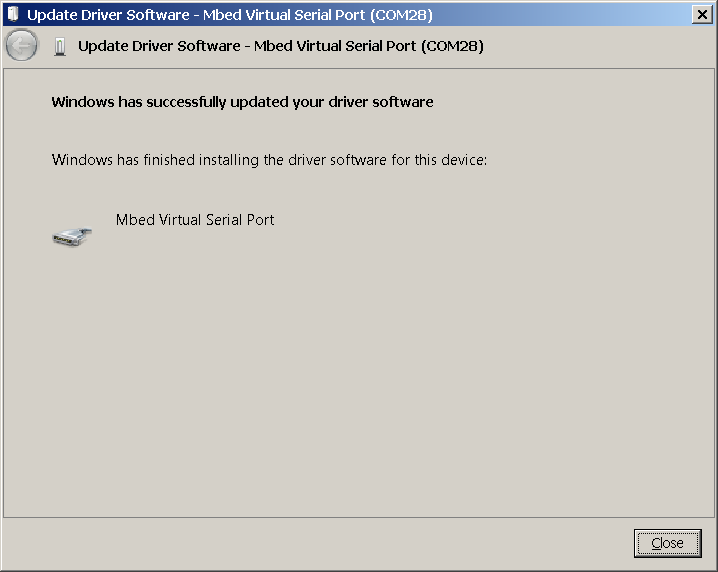 Update Driver Software - Mbed Virtual Serial Port (COM28)
Update Driver Software - Mbed Virtual Serial Port (COM28)
Windows has successfully updated your driver software
Windows has finished installing the driver software for this device:
Mbed Virtual Serial Port
Close